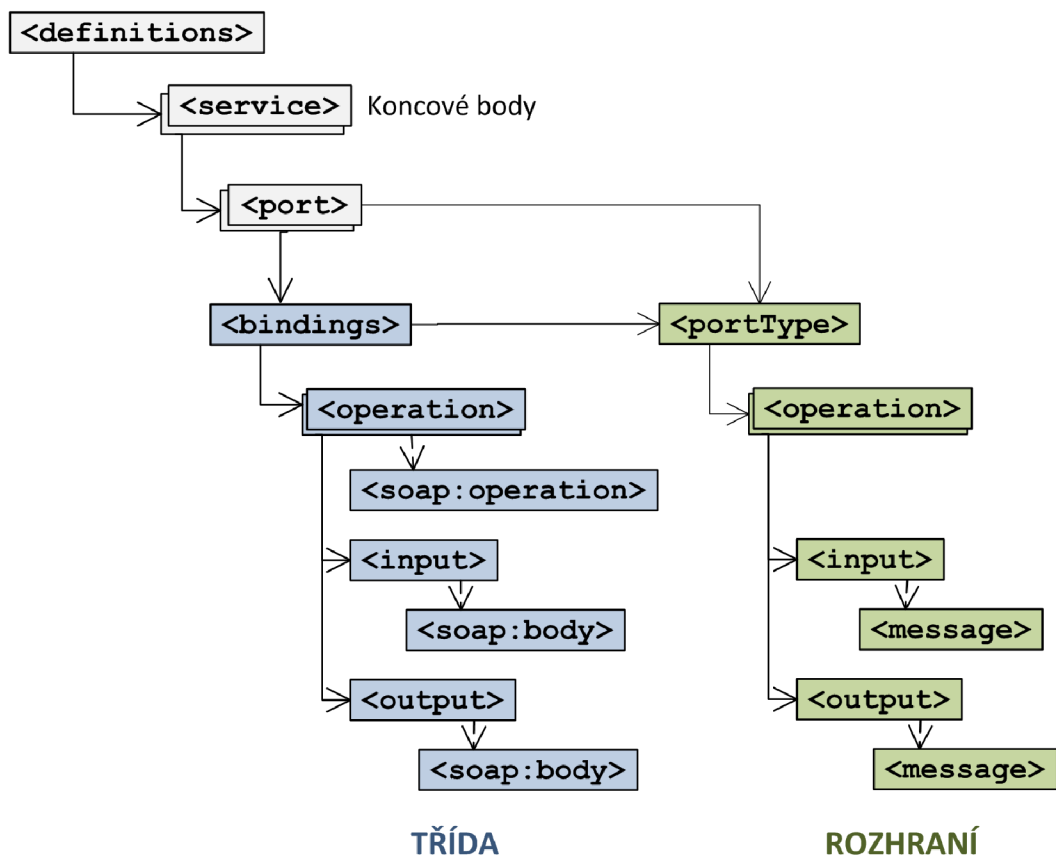 <definitions>
<service> Koncové body
<port>
<bindings> <portType>
<operation> <operation>
<soap:operation>
<input> <input>
<soap:body> <message>
<output> <output>
<soap:body> <message>
TŘÍDA ROZHRANÍ